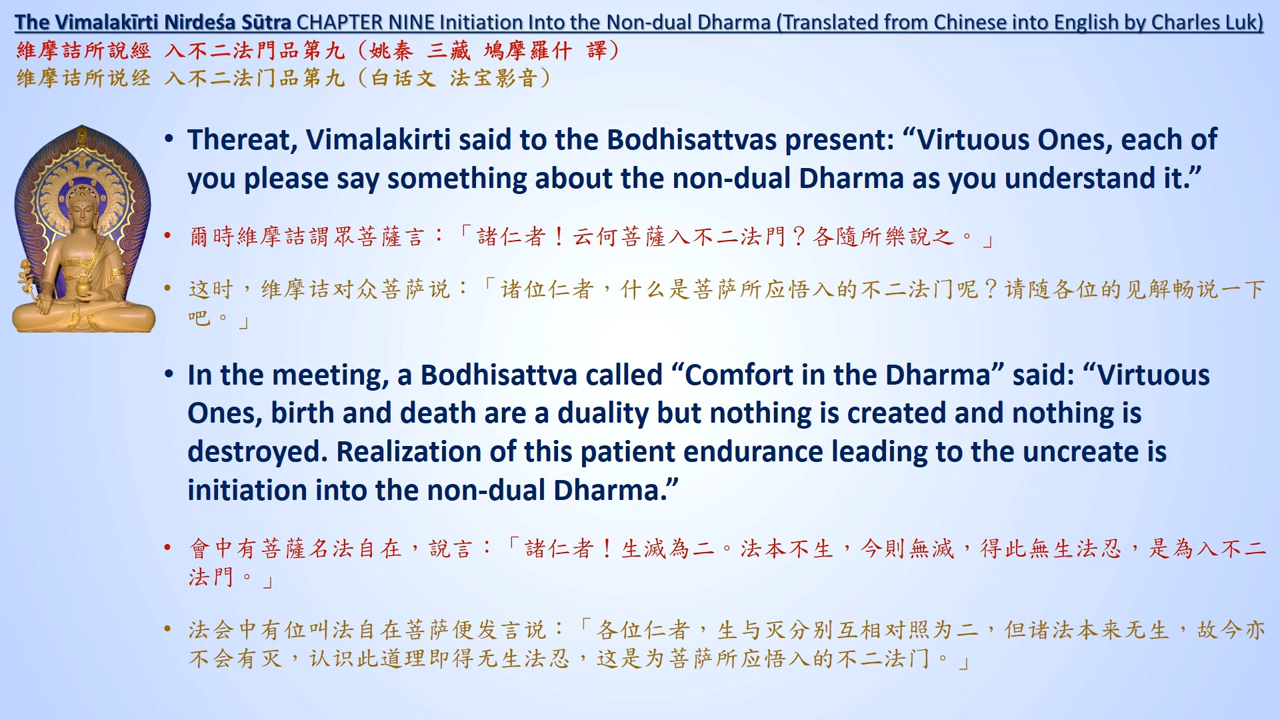 The Vimalakīrti Nirdeśa Sūtra CHAPTER NINE Initiation Into the Non-dual Dharma (Translated from Chinese into English by Charles Luk)
維摩詰所說經 入不二法門品第九（姚秦 三藏 鳩摩羅什 譯）
维摩诘所说经 入不二法门品第九（白话文 法宝影音）
• Thereat, Vimalakirti said to the Bodhisattvas present: “Virtuous Ones, each of
you please say something about the non-dual Dharma as you understand it.”
• 爾時維摩詰謂眾菩薩言：「諸仁者！云何菩薩入不二法門？各隨所樂說之。」
• 这时，维摩诘对众菩萨说：「诸位仁者，什么是菩萨所应悟入的不二法门呢？请随各位的见解畅说一下
吧。」
• In the meeting, a Bodhisattva called “Comfort in the Dharma” said: “Virtuous
Ones, birth and death are a duality but nothing is created and nothing is
destroyed. Realization of this patient endurance leading to the uncreate is
initiation into the non-dual Dharma.”
• 會中有菩薩名法自在，說言：「諸仁者！生滅為二。法本不生，今則無滅，得此無生法忍，是為入不二
法門。」
• 法会中有位叫法自在菩萨便发言说：「各位仁者，生与灭分别互相对照为二，但诸法本来无生，故今亦
不会有灭，认识此道理即得无生法忍，这是为菩萨所应悟入的不二法门。」